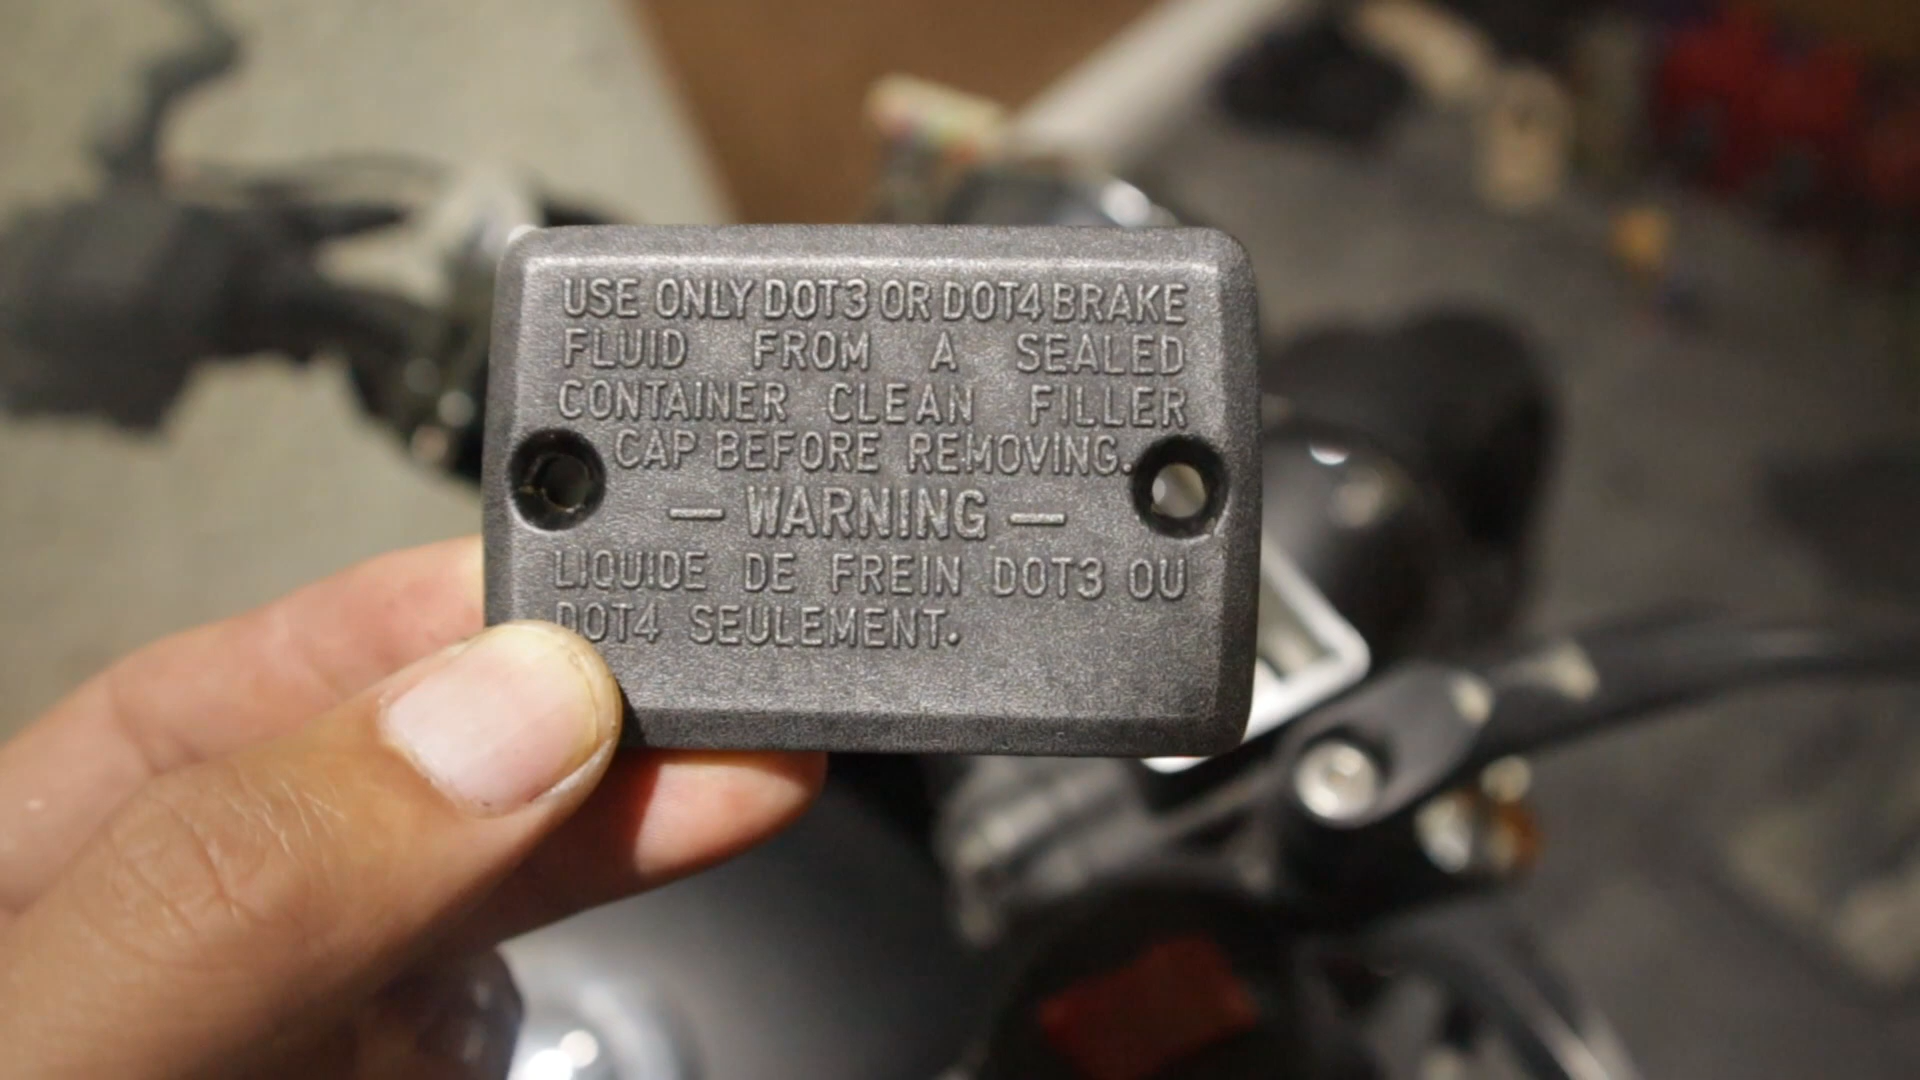 USE ONLY DOT3 OR DOT4 BRAKE
FLUID FROM A SEALED
CONTAINER CLEAN FILLER
CAP BEFORE REMOVING.
— WARNING —
LIQUIDE DE FREIN DOT3 OU
DOT4 SEULEMENT.